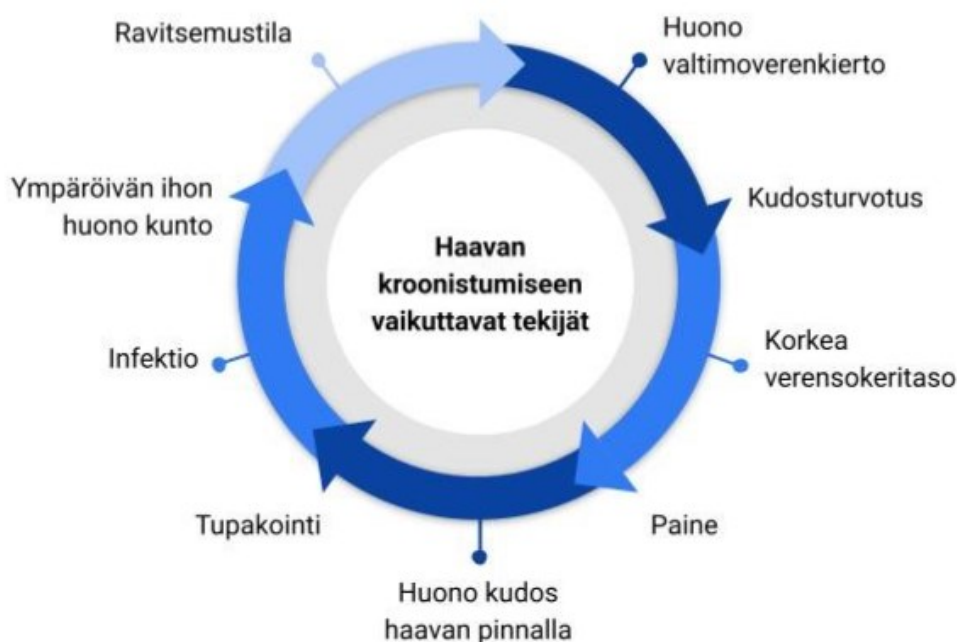 Ravitsemustila
Huono
valtimoverenkierto
Ympäröivän ihon
huono kunto
Kudosturvotus
Haavan
kroonistumiseen
vaikuttavat tekijät
Infektio
Korkea
verensokeritaso
Tupakointi
Paine
Huono kudos
haavan pinnalla